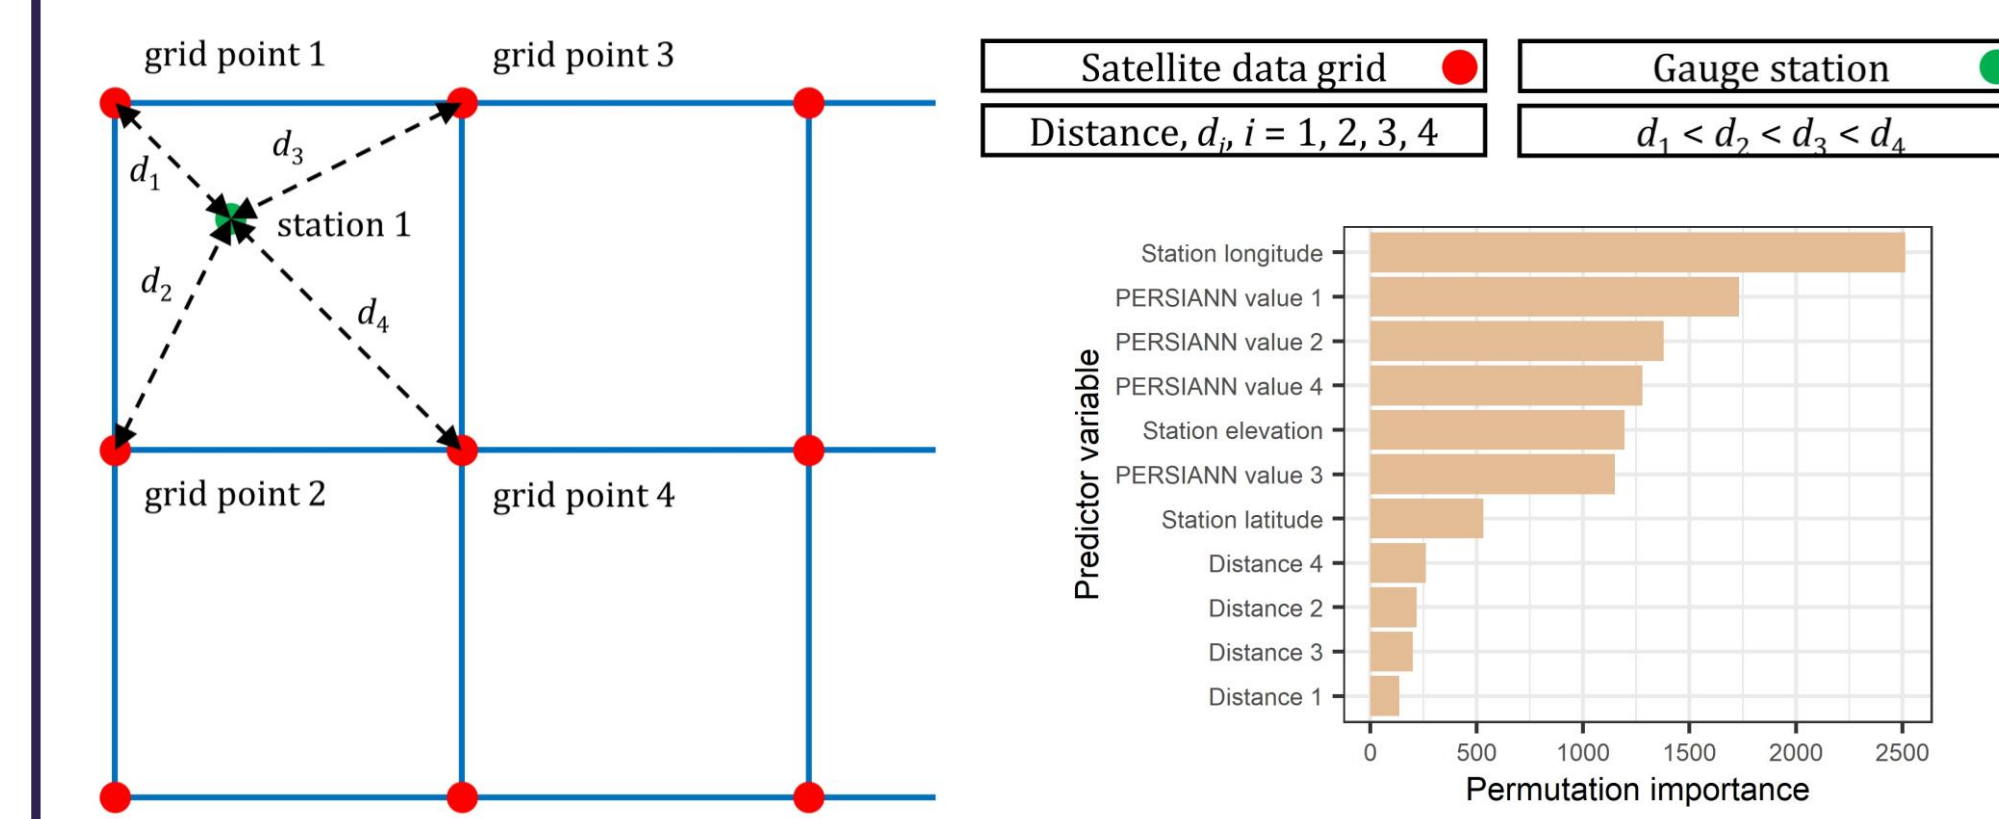 grid point 1
grid point 3
d3
d1
station 1
d2
d4
grid point 2
grid point 4
Satellite data grid
Gauge station
Distance, di, i = 1, 2, 3, 4
d1 < d2 < d3 < d4
Predictor variable
Station longitude
PERSIANN value 1
PERSIANN value 2
PERSIANN value 4
Station elevation
PERSIANN value 3
Station latitude
Distance 4
Distance 2
Distance 3
Distance 1
0 500 1000 1500 2000 2500
Permutation importance